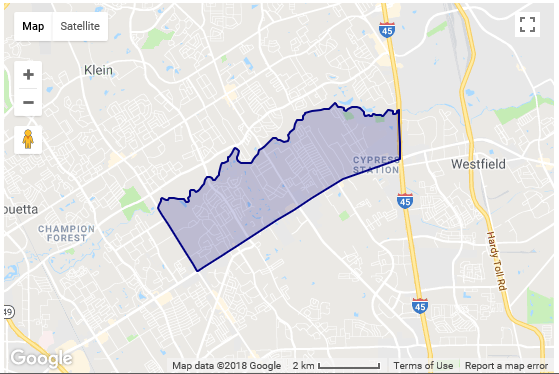 Map Satellite
45
Klein
CYPRESS
STATION
Westfield
45
ouetta
CHAMPION
FOREST
Hardy Toll Rd
45
49
Google
Map data ©2018 Google 2 km Terms of Use Report a map error